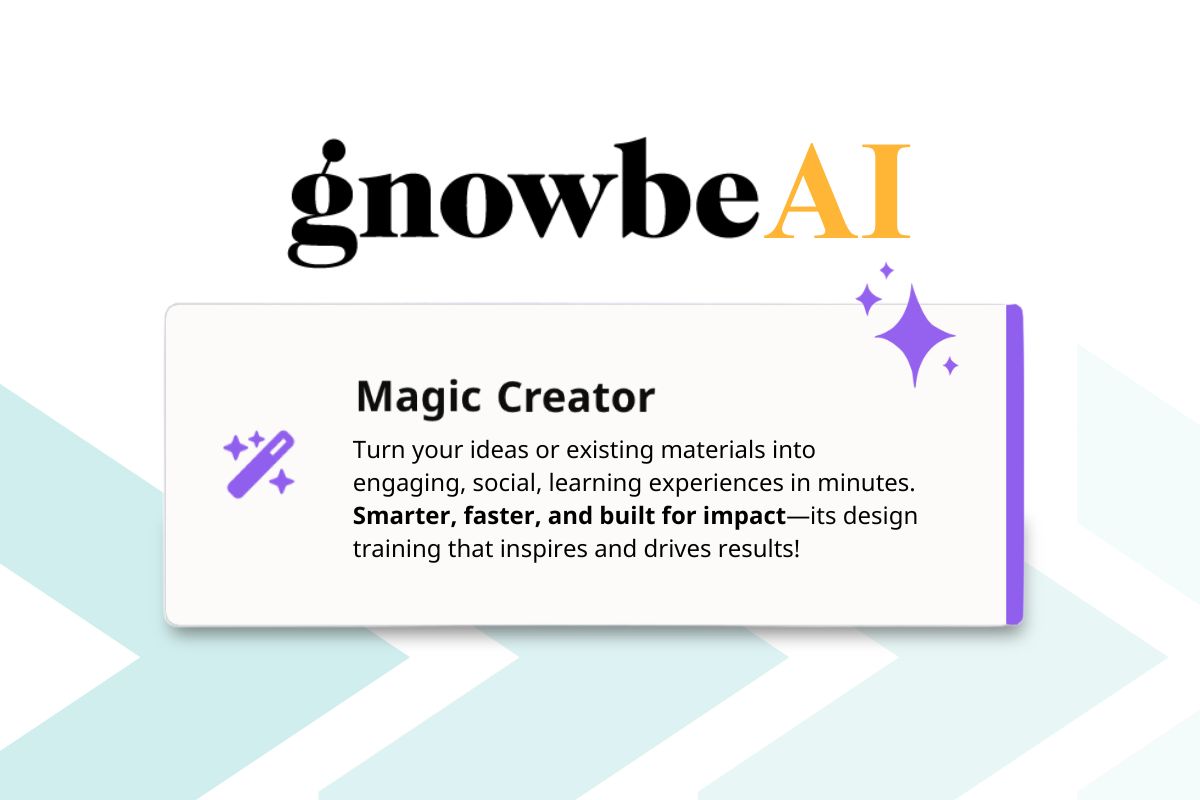 gnowbeAI
Magic Creator
Turn your ideas or existing materials into
engaging, social, learning experiences in minutes.
Smarter, faster, and built for impact—its design
training that inspires and drives results!